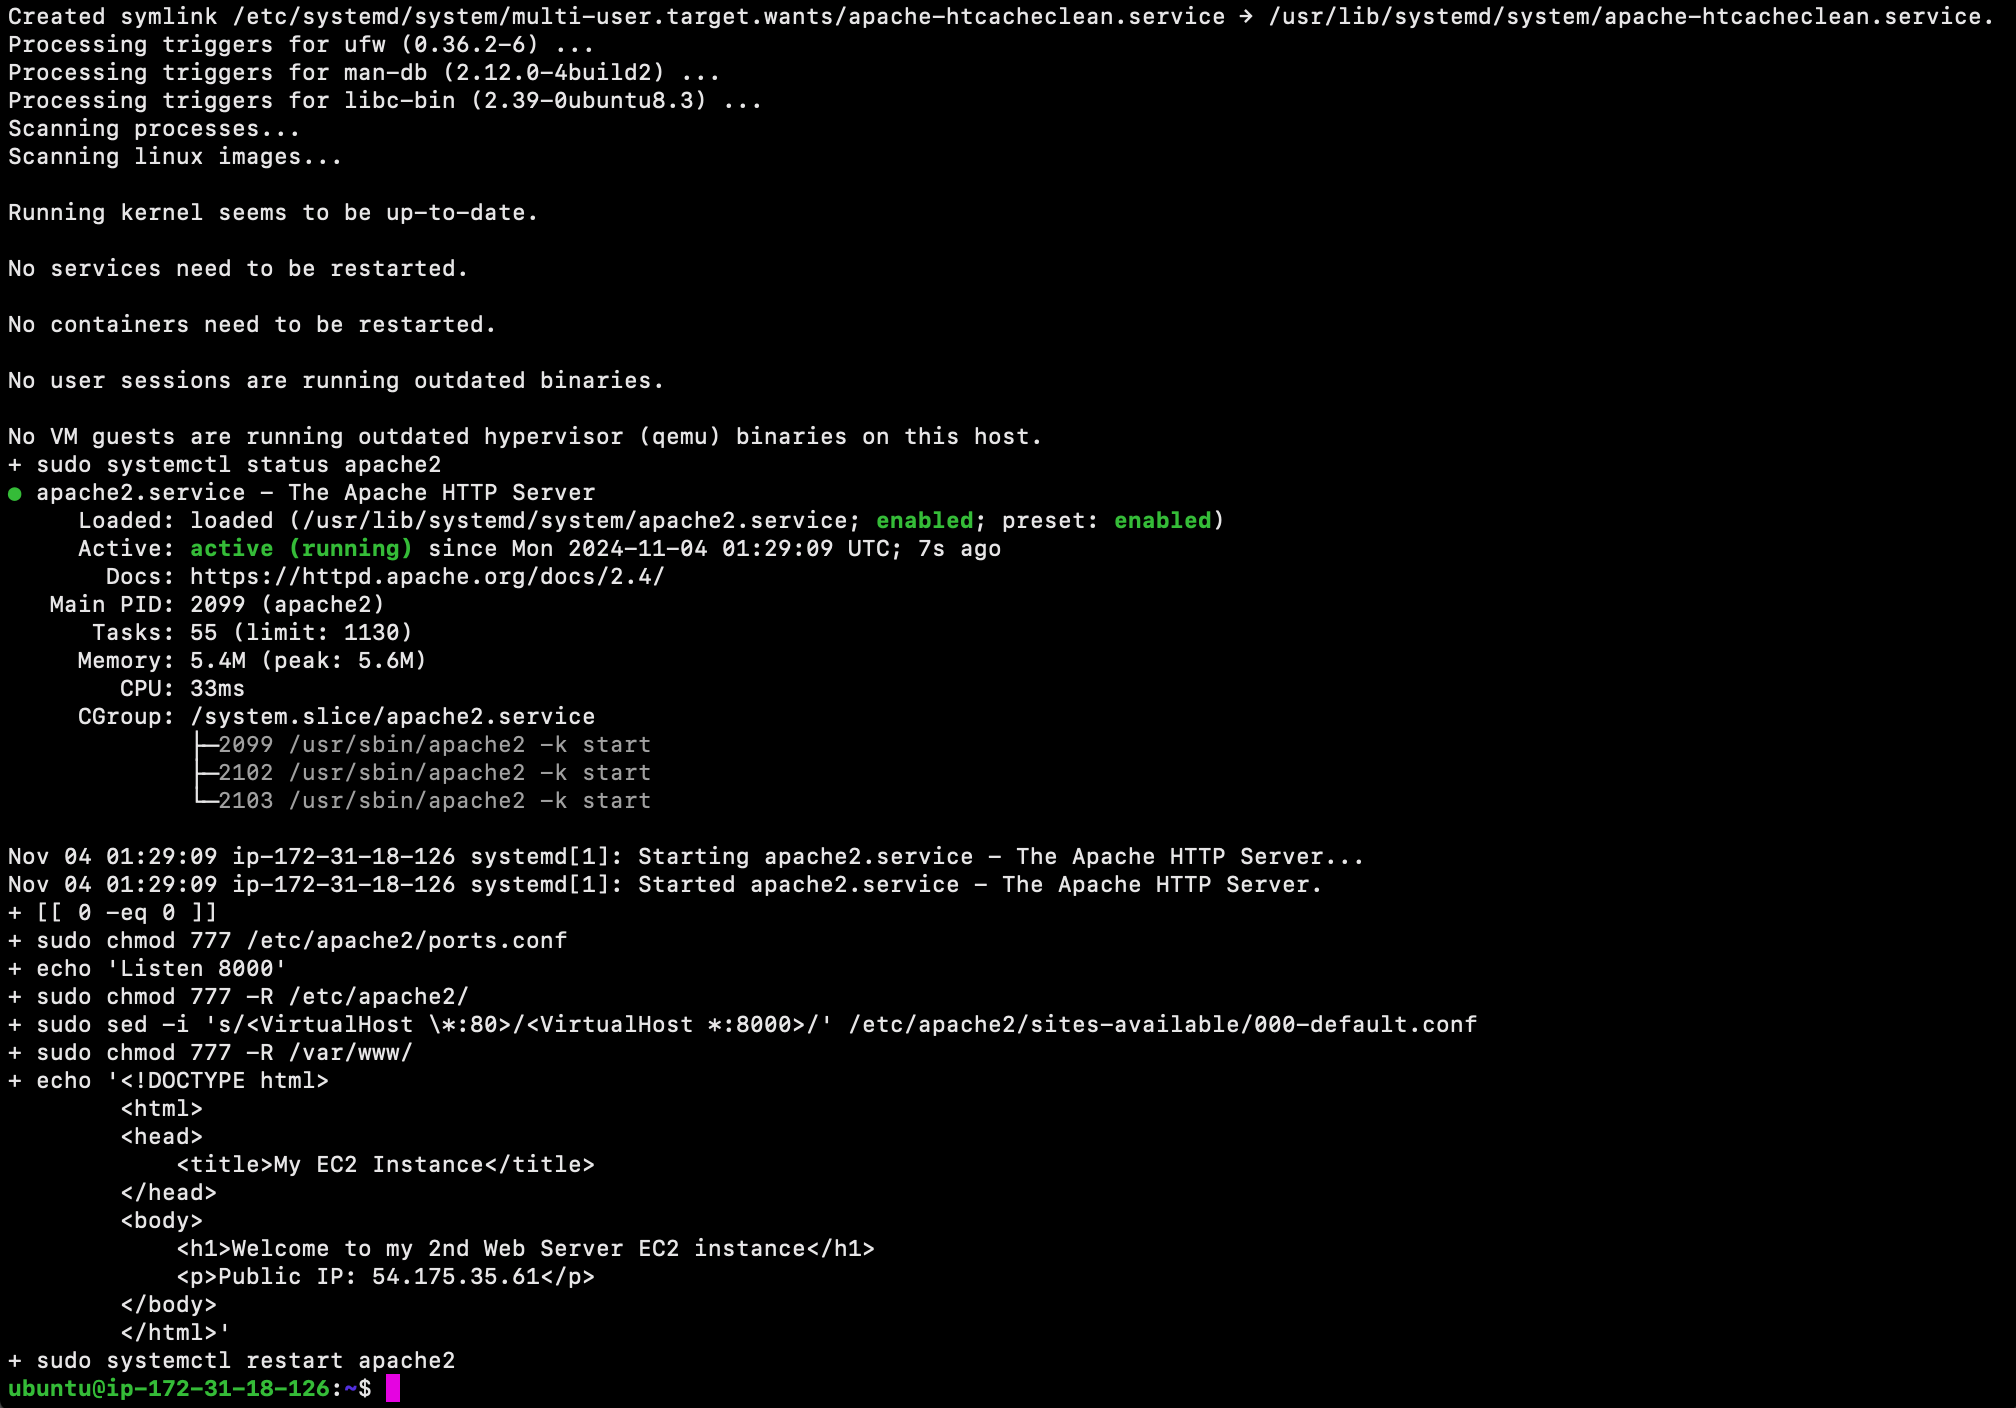 Created symlink /etc/systemd/system/multi-user.target.wants/apache-htcacheclean.service → /usr/lib/systemd/system/apache-htcacheclean.service.
Processing triggers for ufw (0.36.2-6) ...
Processing triggers for man-db (2.12.0-4build2) ...
Processing triggers for libc-bin (2.39-0ubuntu8.3) ...
Scanning processes...
Scanning linux images...

Running kernel seems to be up-to-date.

No services need to be restarted.

No containers need to be restarted.

No user sessions are running outdated binaries.

No VM guests are running outdated hypervisor (qemu) binaries on this host.
+ sudo systemctl status apache2
● apache2.service - The Apache HTTP Server
     Loaded: loaded (/usr/lib/systemd/system/apache2.service; enabled; preset: enabled)
     Active: active (running) since Mon 2024-11-04 01:29:09 UTC; 7s ago
       Docs: https://httpd.apache.org/docs/2.4/
   Main PID: 2099 (apache2)
      Tasks: 55 (limit: 1130)
     Memory: 5.4M (peak: 5.6M)
        CPU: 33ms
     CGroup: /system.slice/apache2.service
             ├─2099 /usr/sbin/apache2 -k start
             ├─2102 /usr/sbin/apache2 -k start
             └─2103 /usr/sbin/apache2 -k start

Nov 04 01:29:09 ip-172-31-18-126 systemd[1]: Starting apache2.service - The Apache HTTP Server...
Nov 04 01:29:09 ip-172-31-18-126 systemd[1]: Started apache2.service - The Apache HTTP Server.
+ [[ 0 -eq 0 ]]
+ sudo chmod 777 /etc/apache2/ports.conf
+ echo 'Listen 8000'
+ sudo chmod 777 -R /etc/apache2/
+ sudo sed -i 's/<VirtualHost \*:80>/<VirtualHost *:8000>/' /etc/apache2/sites-available/000-default.conf
+ sudo chmod 777 -R /var/www/
+ echo '<!DOCTYPE html>
        <html>
        <head>
            <title>My EC2 Instance</title>
        </head>
        <body>
            <h1>Welcome to my 2nd Web Server EC2 instance</h1>
            <p>Public IP: 54.175.35.61</p>
        </body>
        </html>'
+ sudo systemctl restart apache2
ubuntu@ip-172-31-18-126:~$